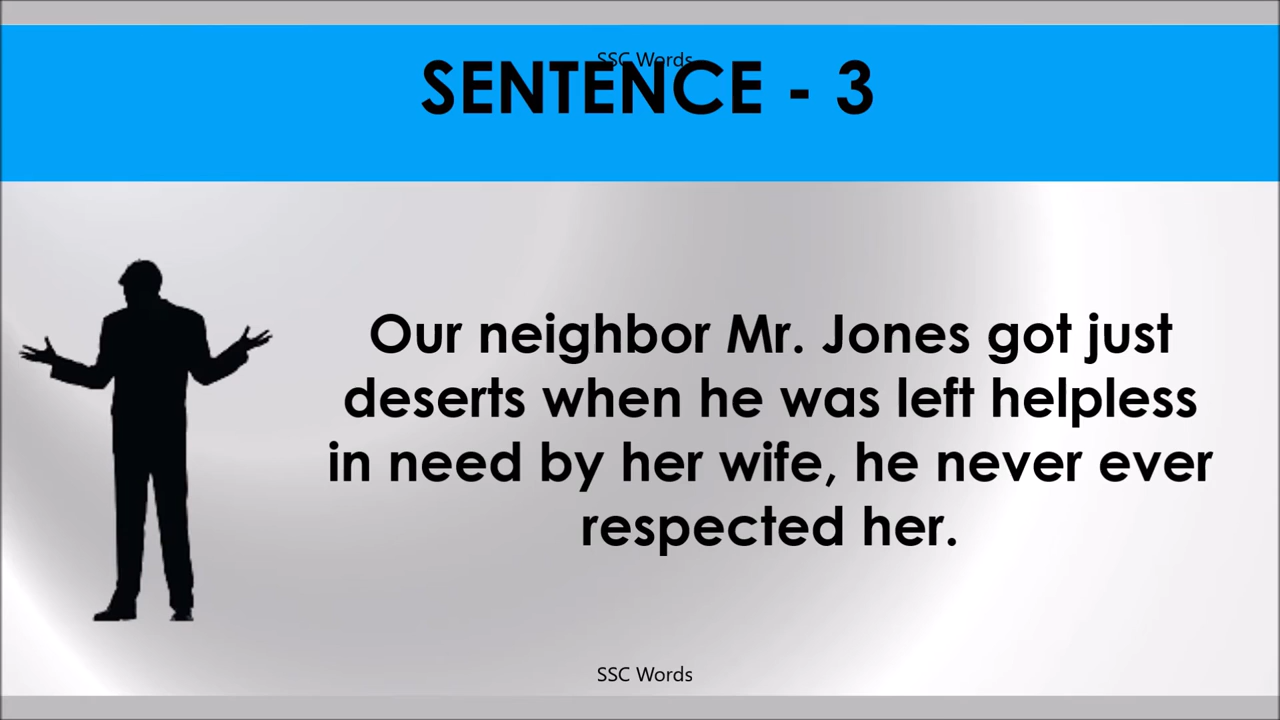 SSC Words
SENTENCE - 3
Our neighbor Mr. Jones got just
deserts when he was left helpless
in need by her wife, he never ever
respected her.
SSC Words